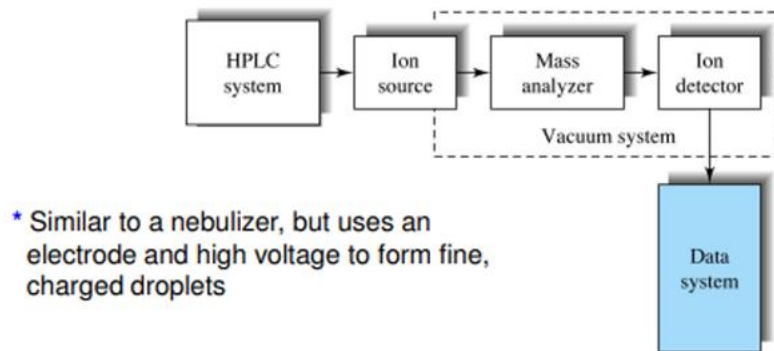 HPLC
system
Ion
source
Mass
analyzer
Ion
detector
Vacuum system
* Similar to a nebulizer, but uses an
electrode and high voltage to form fine,
charged droplets
Data
system